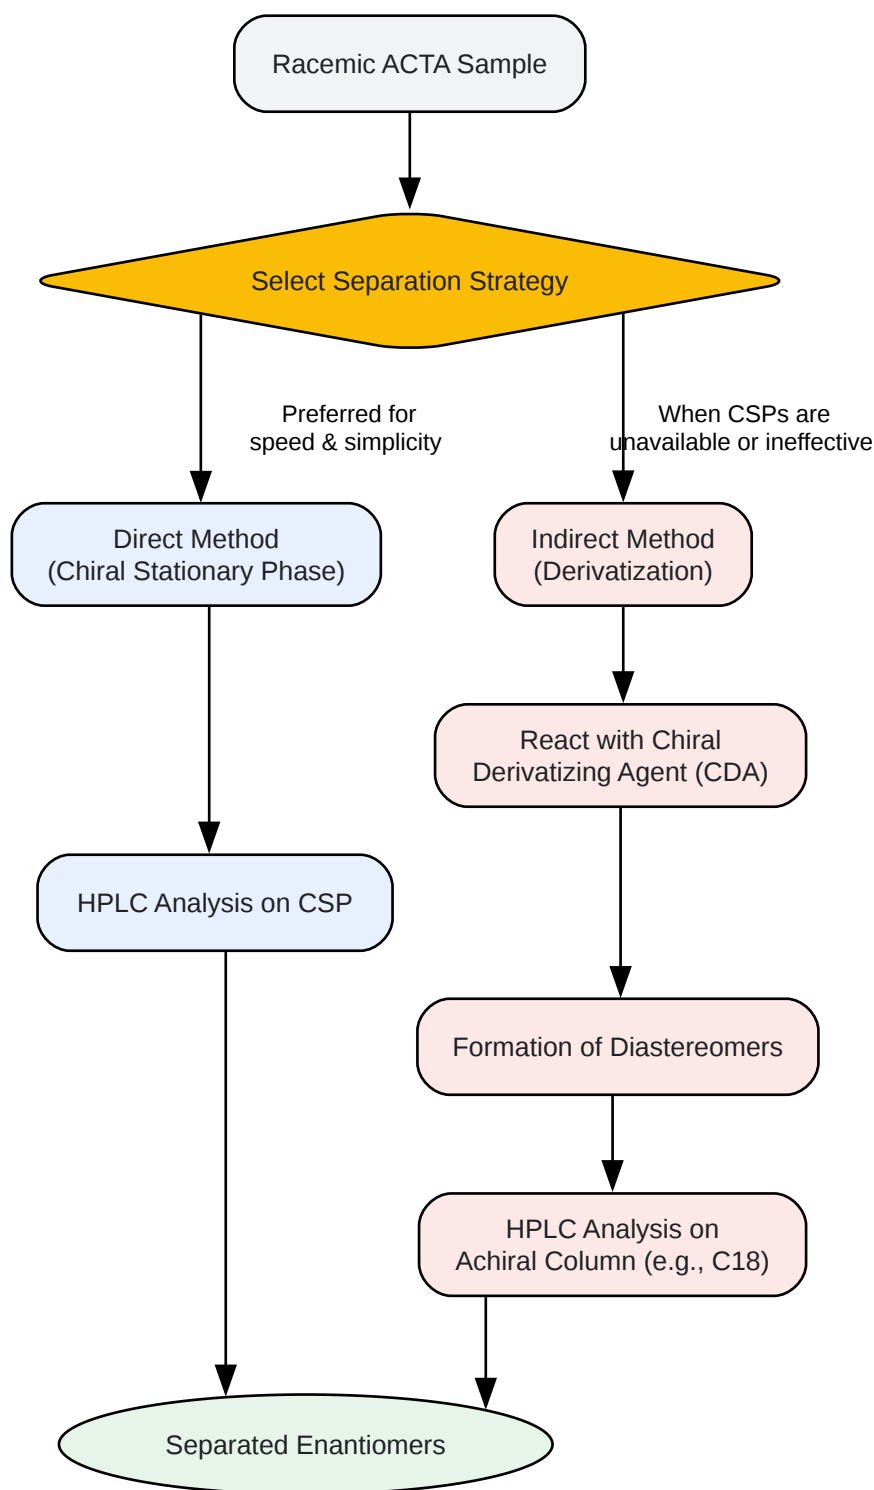 Racemic ACTA Sample
Select Separation Strategy
Preferred for
speed & simplicity
When CSPs are
unavailable or ineffective
Direct Method
(Chiral Stationary Phase)
Indirect Method
(Derivatization)
React with Chiral
Derivatizing Agent (CDA)
HPLC Analysis on CSP
Formation of Diastereomers
HPLC Analysis on
Achiral Column (e.g., C18)
Separated Enantiomers